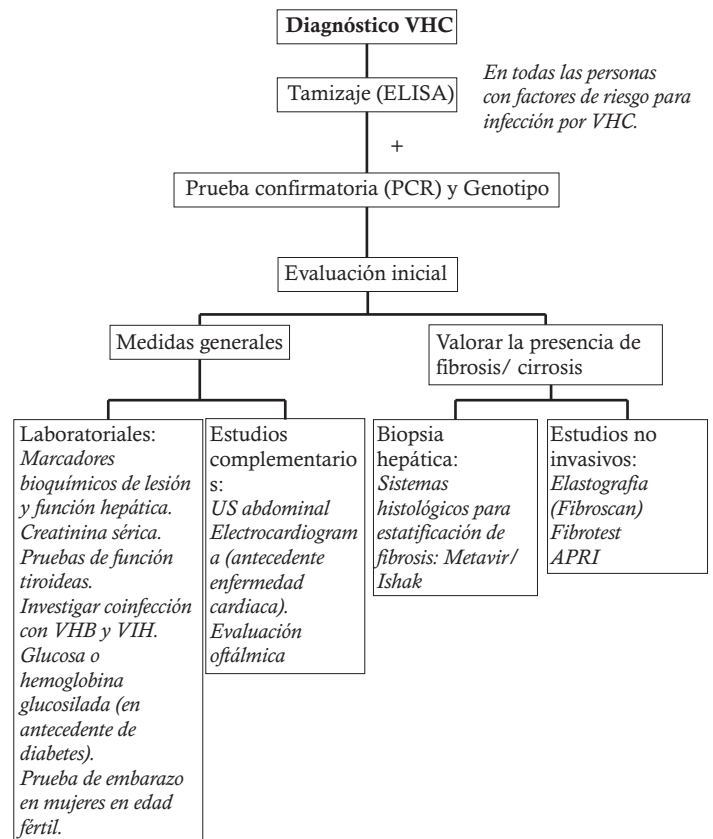 Diagnóstico VHC
Tamizaje (ELISA)
En todas las personas
con factores de riesgo para
infección por VHC.
+
Prueba confirmatoria (PCR) y Genotipo
Evaluación inicial
Medidas generales
Valorar la presencia de
fibrosis/ cirrosis
Laboratoriales:
Marcadores
bioquímicos de lesión
y función hepática.
Creatinina sérica.
Pruebas de función
tiroideas.
Investigar coinfección
con VHB y VIH.
Glucosa o
hemoglobina
glucosilada (en
antecedente de
diabetes).
Prueba de embarazo
en mujeres en edad
fértil.
Estudios
complementario
s:
US abdominal
Electrocardiogram
a (antecedente
enfermedad
cardiaca).
Evaluación
oftálmica
Biopsia
hepática:
Sistemas
histológicos para
estatificación de
fibrosis: Metavir/
Ishak
Estudios no
invasivos:
Elastografia
(Fibroscan)
Fibrotest
APRI